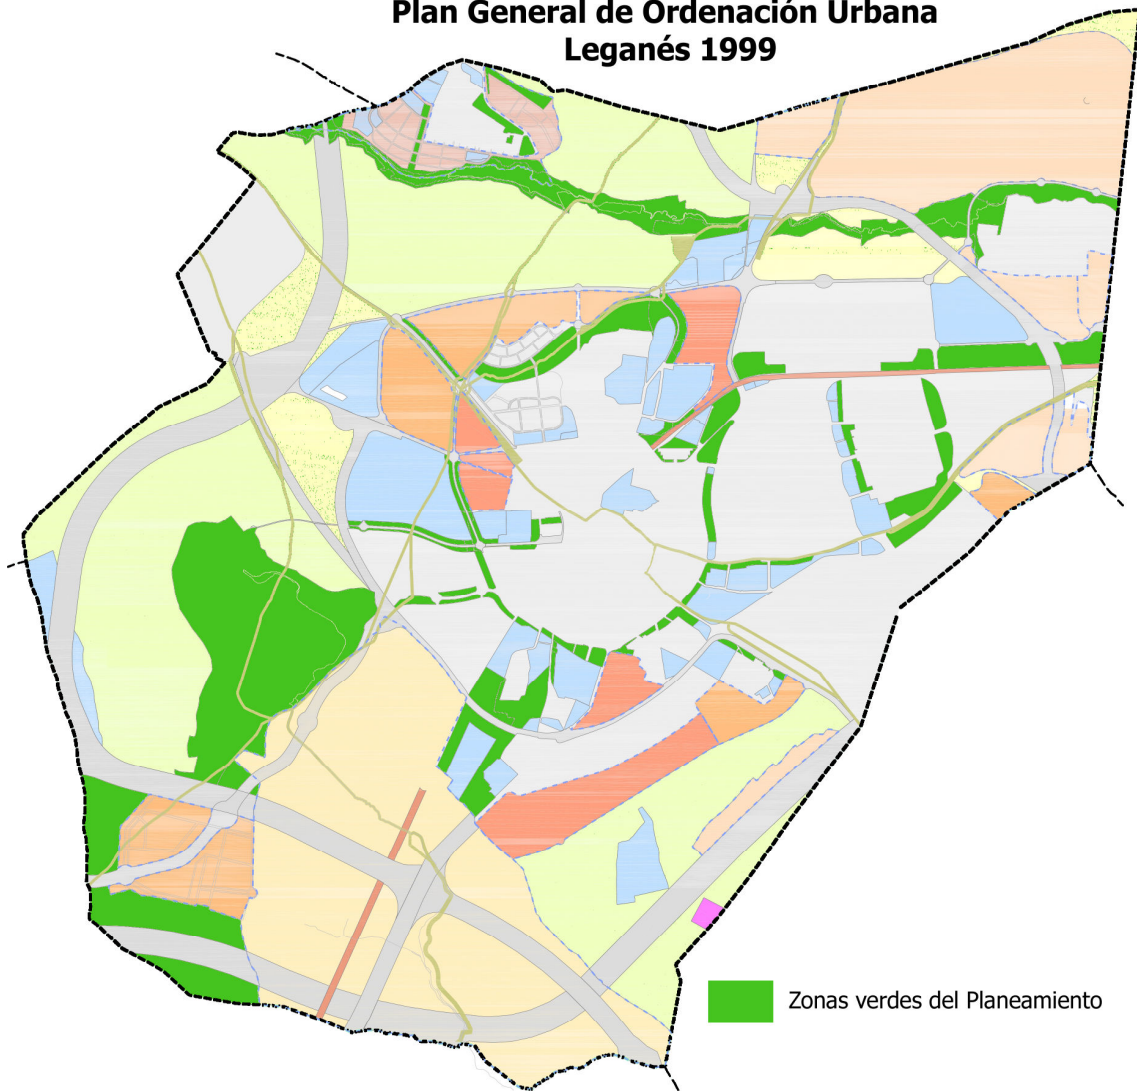 Plan General de Ordenación Urbana
Leganés 1999
Zonas verdes del Planeamiento